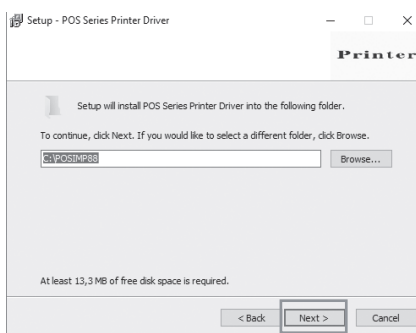 Setup - POS Series Printer Driver
Printer
Setup will install POS Series Printer Driver into the following folder.
To continue, click Next. If you would like to select a different folder, click Browse.
C:\POSIMP88
Browse...
At least 13,3 MB of free disk space is required.
< Back
Next >
Cancel